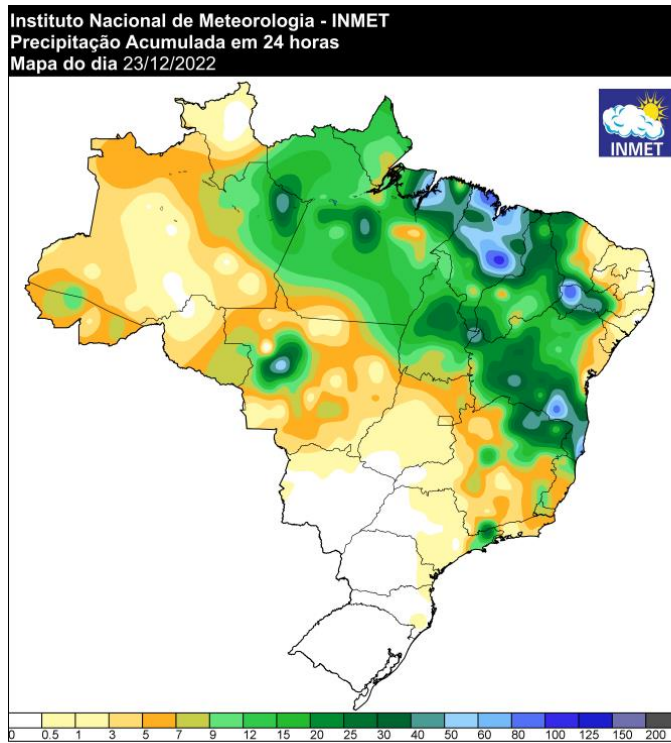 Instituto Nacional de Meteorologia - INMET
Precipitação Acumulada em 24 horas
Mapa do dia 23/12/2022
INMET
0 0.5 1 3 5 7 9 12 15 20 25 30 40 50 60 80 100 125 150 200